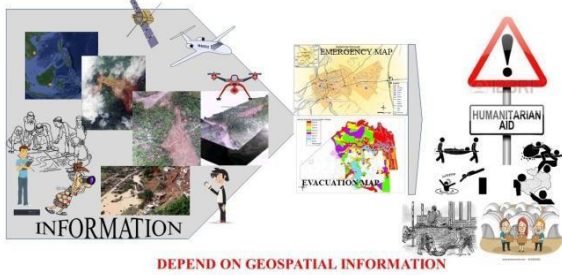 EMERGENCY MAP
HUMANITARIAN
AID
EVACUATION MAP
INFORMATION
DEPEND ON GEOSPATIAL INFORMATION